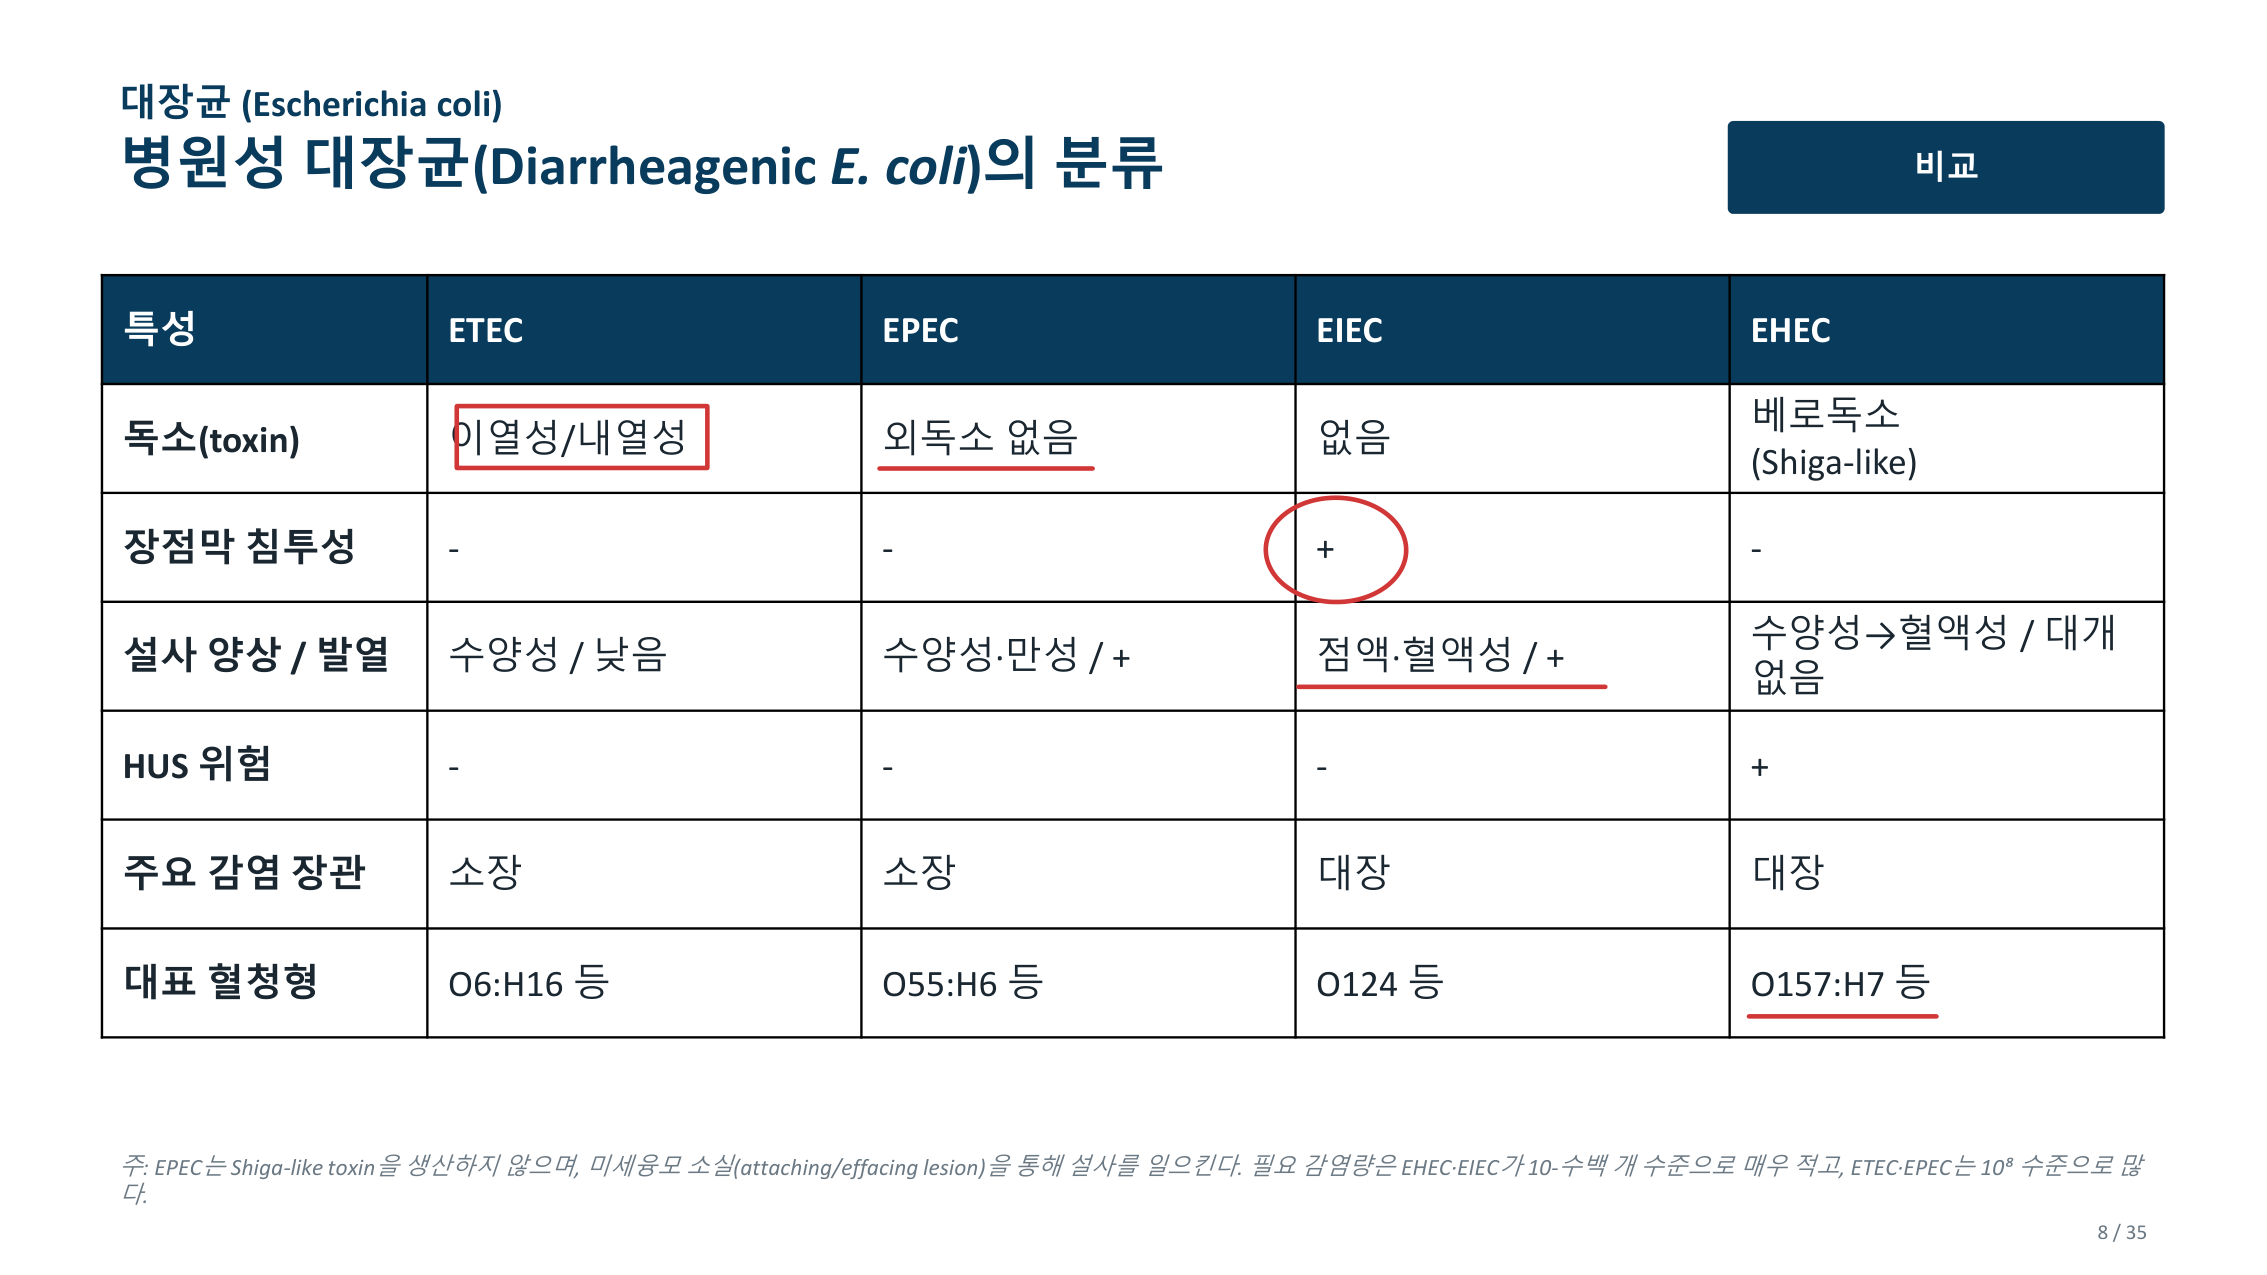 대장균 (Escherichia coli)
병원성 대장균(Diarrheagenic E. coli)의 분류
비교
특성 ETEC EPEC EIEC EHEC
독소(toxin) 이열성/내열성 외독소 없음 없음 베로독소
(Shiga-like)
장점막 침투성 - - + -
설사 양상 / 발열 수양성 / 낮음 수양성·만성 / + 점액·혈액성 / + 수양성→혈액성 / 대개
없음
HUS 위험 - - - +
주요 감염 장관 소장 소장 대장 대장
대표 혈청형 O6:H16 등 O55:H6 등 O124 등 O157:H7 등
주: EPEC는 Shiga-like toxin을 생산하지 않으며, 미세융모 소실(attaching/effacing lesion)을 통해 설사를 일으킨다. 필요 감염량은 EHEC·EIEC가 10-수백 개 수준으로 매우 적고, ETEC·EPEC는 10⁸ 수준으로 많
다.
8 / 35